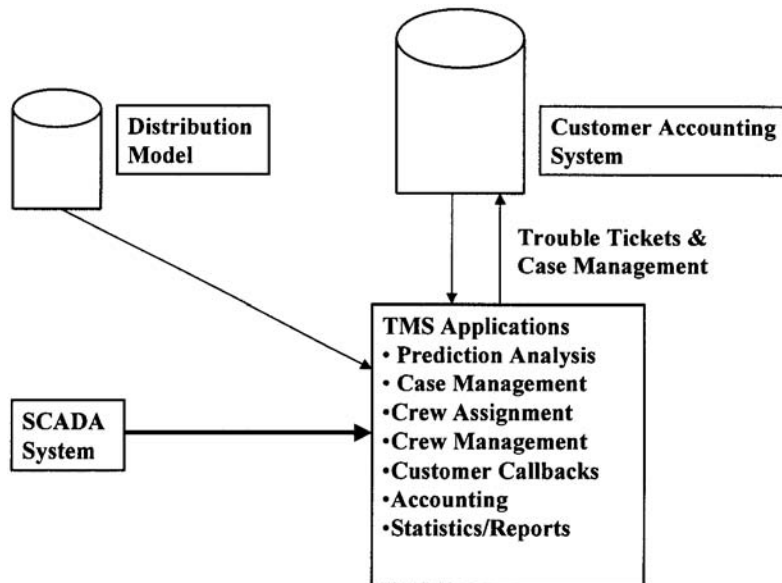 Distribution
Model
Customer Accounting
System
Trouble Tickets &
Case Management
TMS Applications
• Prediction Analysis
• Case Management
•Crew Assignment
•Crew Management
•Customer Callbacks
•Accounting
•Statistics/Reports
SCADA
System